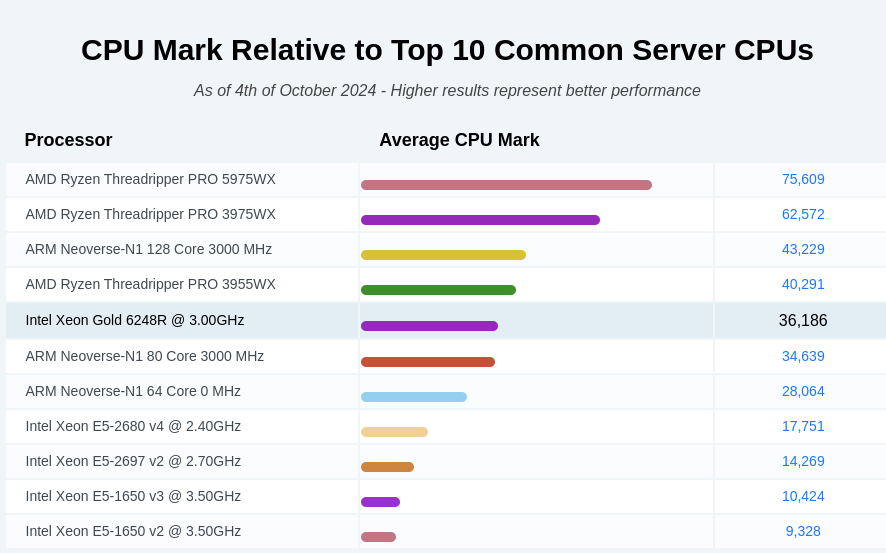 CPU Mark Relative to Top 10 Common Server CPUs
As of 4th of October 2024 - Higher results represent better performance
Processor Average CPU Mark
AMD Ryzen Threadripper PRO 5975WX 75,609
AMD Ryzen Threadripper PRO 3975WX 62,572
ARM Neoverse-N1 128 Core 3000 MHz 43,229
AMD Ryzen Threadripper PRO 3955WX 40,291
Intel Xeon Gold 6248R @ 3.00GHz 36,186
ARM Neoverse-N1 80 Core 3000 MHz 34,639
ARM Neoverse-N1 64 Core 0 MHz 28,064
Intel Xeon E5-2680 v4 @ 2.40GHz 17,751
Intel Xeon E5-2697 v2 @ 2.70GHz 14,269
Intel Xeon E5-1650 v3 @ 3.50GHz 10,424
Intel Xeon E5-1650 v2 @ 3.50GHz 9,328